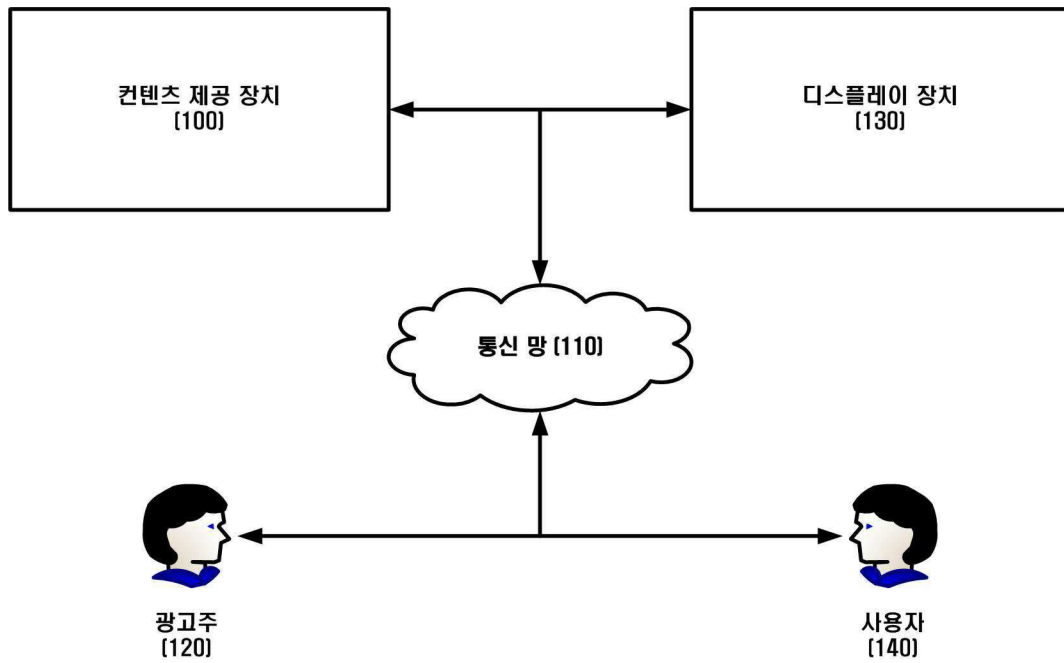 컨텐츠 제공 장치
(100)
디스플레이 장치
(130)
통신 망 (110)
광고주
(120)
사용자
(140)